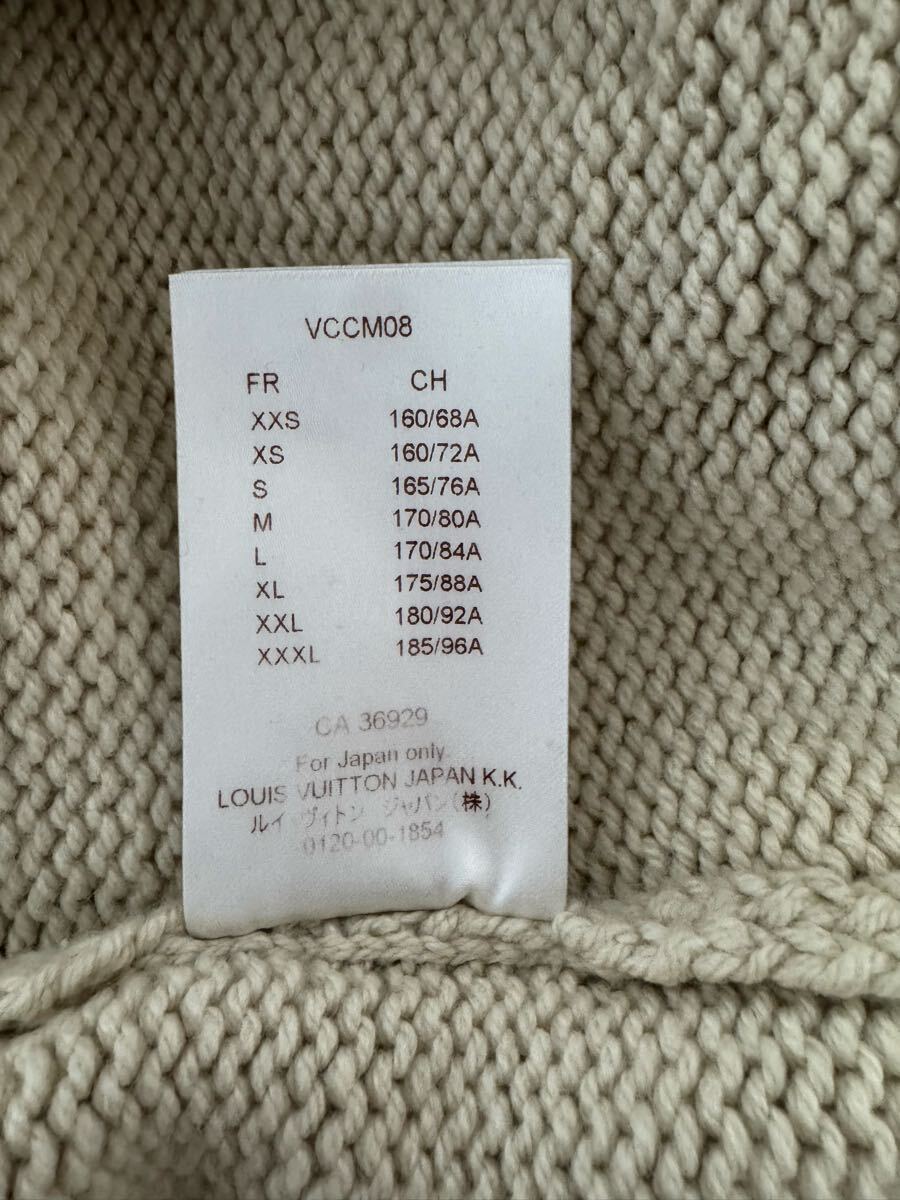 VCCM08
FR CH
XXS 160/68A
XS 160/72A
S 165/76A
M 170/80A
L 170/84A
XL 175/88A
XXL 180/92A
XXXL 185/96A
CA 36929
For Japan only.
LOUIS VUITTON JAPAN K.K.
ルイ ヴィトン ジャパン(株)
0120-00-1854